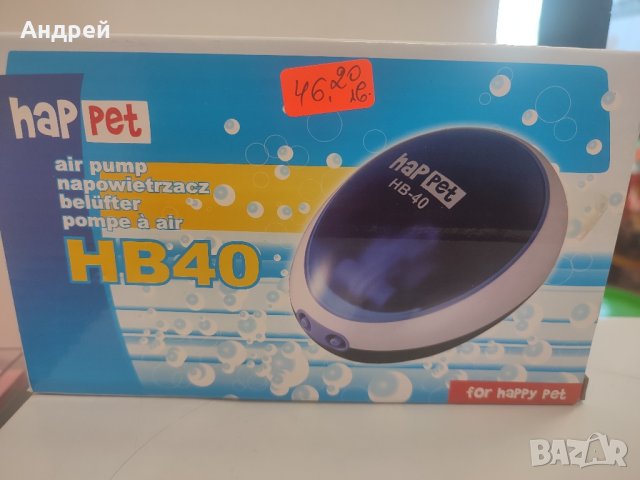 Андрей
46.20 лв.
hap pet
air pump
napowietrzacz
belüfter
pompe à air
HB40
hap pet
HB-40
for happy pet
BAZAR